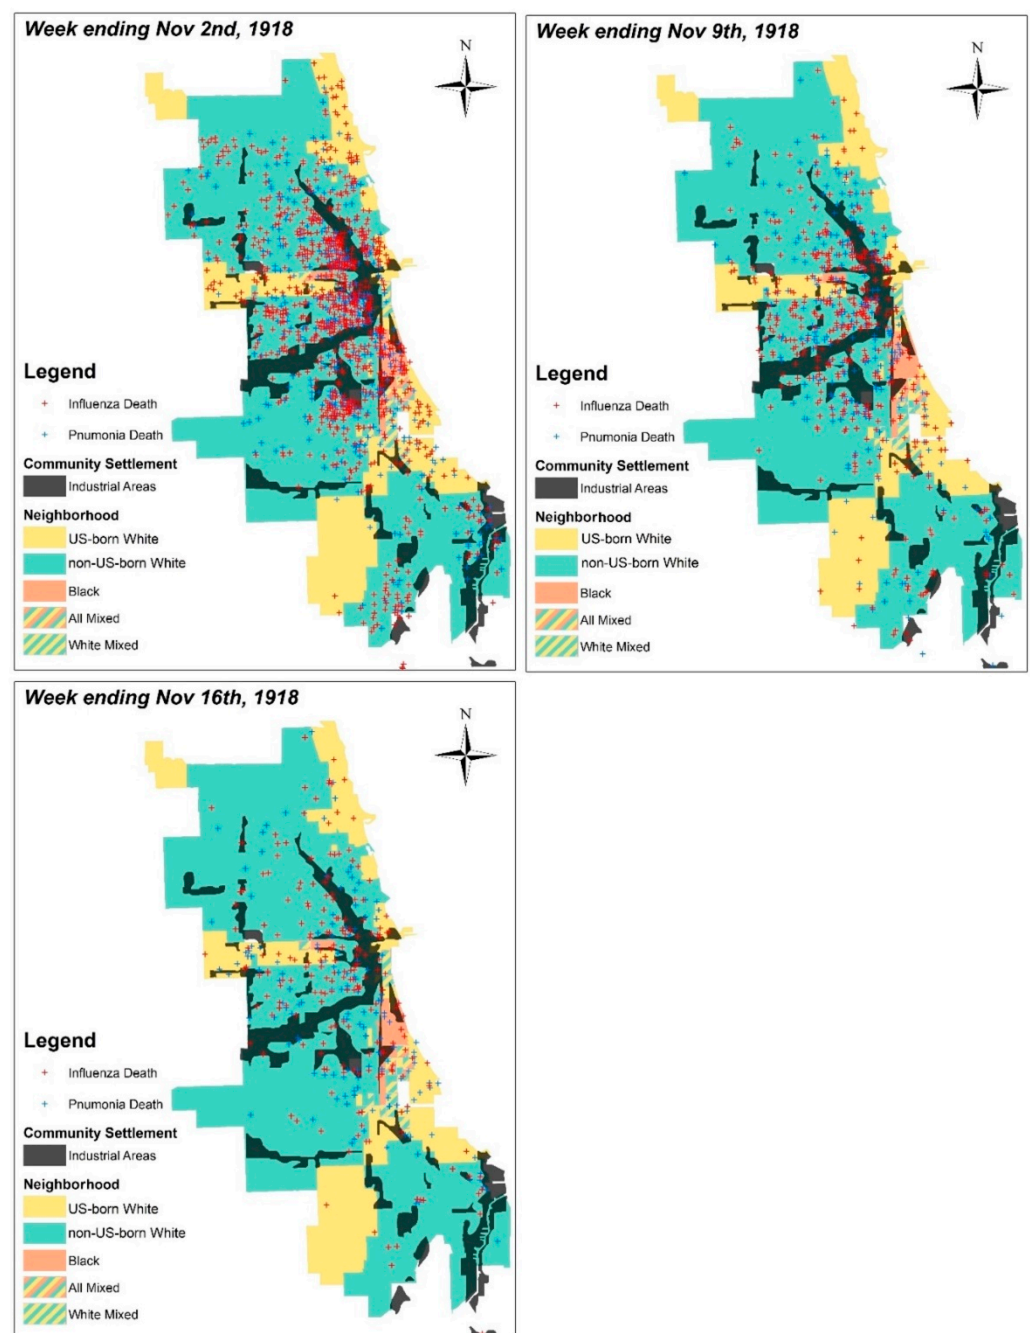 Week ending Nov 2nd, 1918
N
Legend
Influenza Death
Pnumonia Death
Community Settlement
Industrial Areas
Neighborhood
US-born White
non-US-born White
Black
All Mixed
White Mixed
Week ending Nov 9th, 1918
N
Legend
Influenza Death
Pnumonia Death
Community Settlement
Industrial Areas
Neighborhood
US-born White
non-US-born White
Black
All Mixed
White Mixed
Week ending Nov 16th, 1918
N
Legend
Influenza Death
Pnumonia Death
Community Settlement
Industrial Areas
Neighborhood
US-born White
non-US-born White
Black
All Mixed
White Mixed